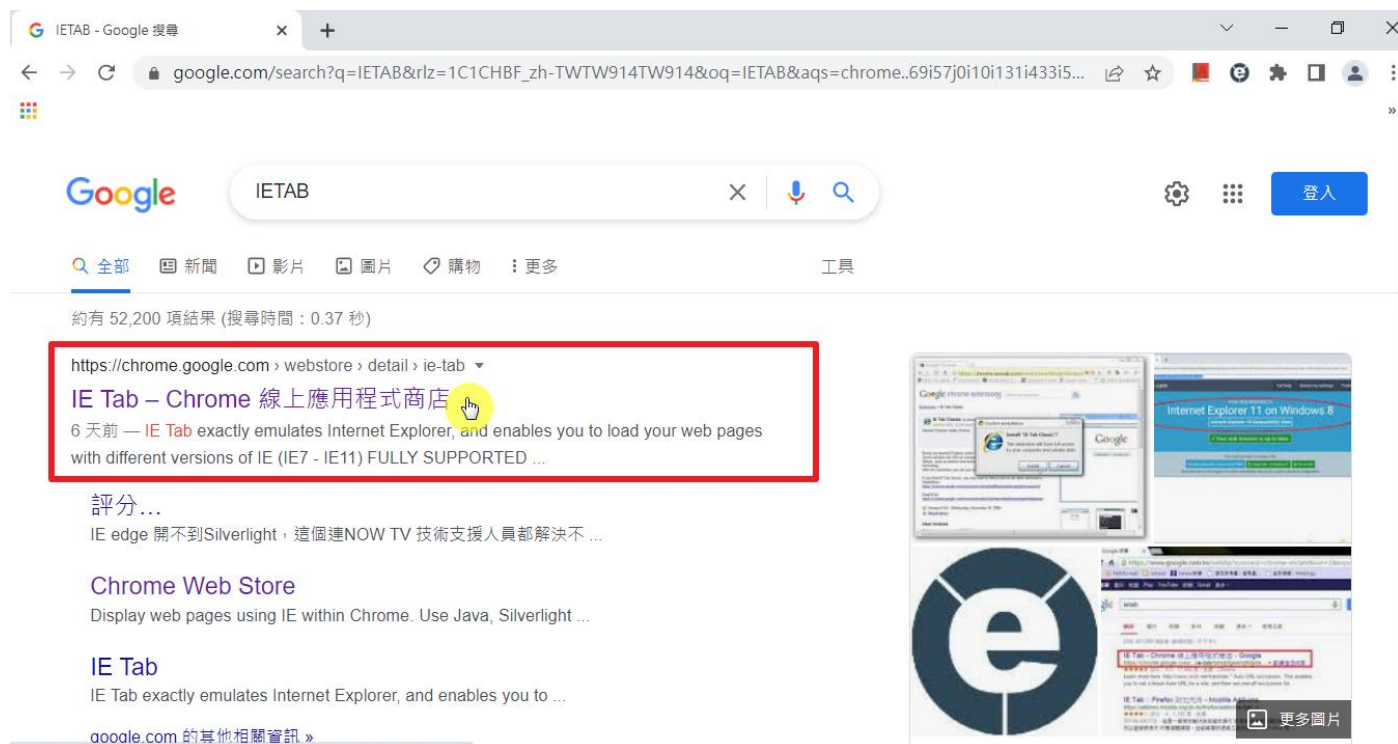 IETAB - Google 搜尋
google.com/search?q=IETAB&rlz=1C1CHBF_zh-TWTW914TW914&oq=IETAB&aqs=chrome..69i57j0i10i131i433i5...
Google
IETAB
登入
全部
新聞
影片
圖片
購物
更多
工具
約有 52,200 項結果 (搜尋時間：0.37 秒)
https://chrome.google.com › webstore › detail › ie-tab
IE Tab – Chrome 線上應用程式商店
6 天前 — IE Tab exactly emulates Internet Explorer, and enables you to load your web pages
with different versions of IE (IE7 - IE11) FULLY SUPPORTED ...
評分...
IE edge 開不到Silverlight，這個連NOW TV 技術支援人員都解決不 ...
Chrome Web Store
Display web pages using IE within Chrome. Use Java, Silverlight ...
IE Tab
IE Tab exactly emulates Internet Explorer, and enables you to ...
google.com 的其他相關資訊 »
Internet Explorer 11 on Windows 8
Google
更多圖片